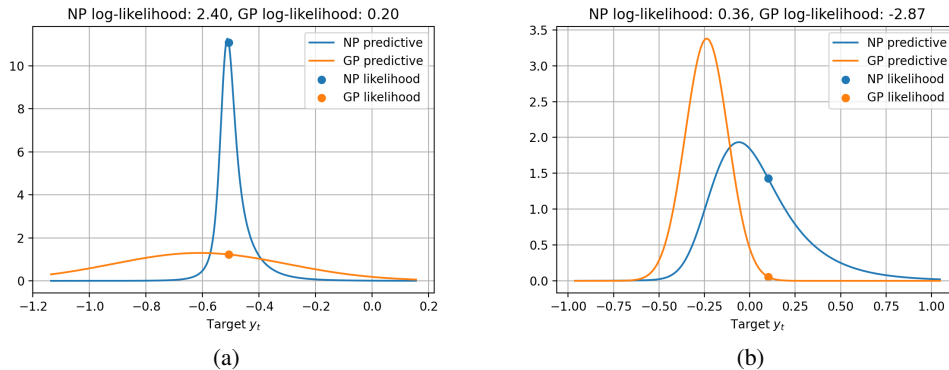 NP log-likelihood: 2.40, GP log-likelihood: 0.20
NP predictive
GP predictive
NP likelihood
GP likelihood
10
8
6
4
2
0
−1.2 −1.0 −0.8 −0.6 −0.4 −0.2 0.0 0.2
Target yₜ
(a)
NP log-likelihood: 0.36, GP log-likelihood: -2.87
NP predictive
GP predictive
NP likelihood
GP likelihood
3.5
3.0
2.5
2.0
1.5
1.0
0.5
0.0
−1.00 −0.75 −0.50 −0.25 0.00 0.25 0.50 0.75 1.00
Target yₜ
(b)